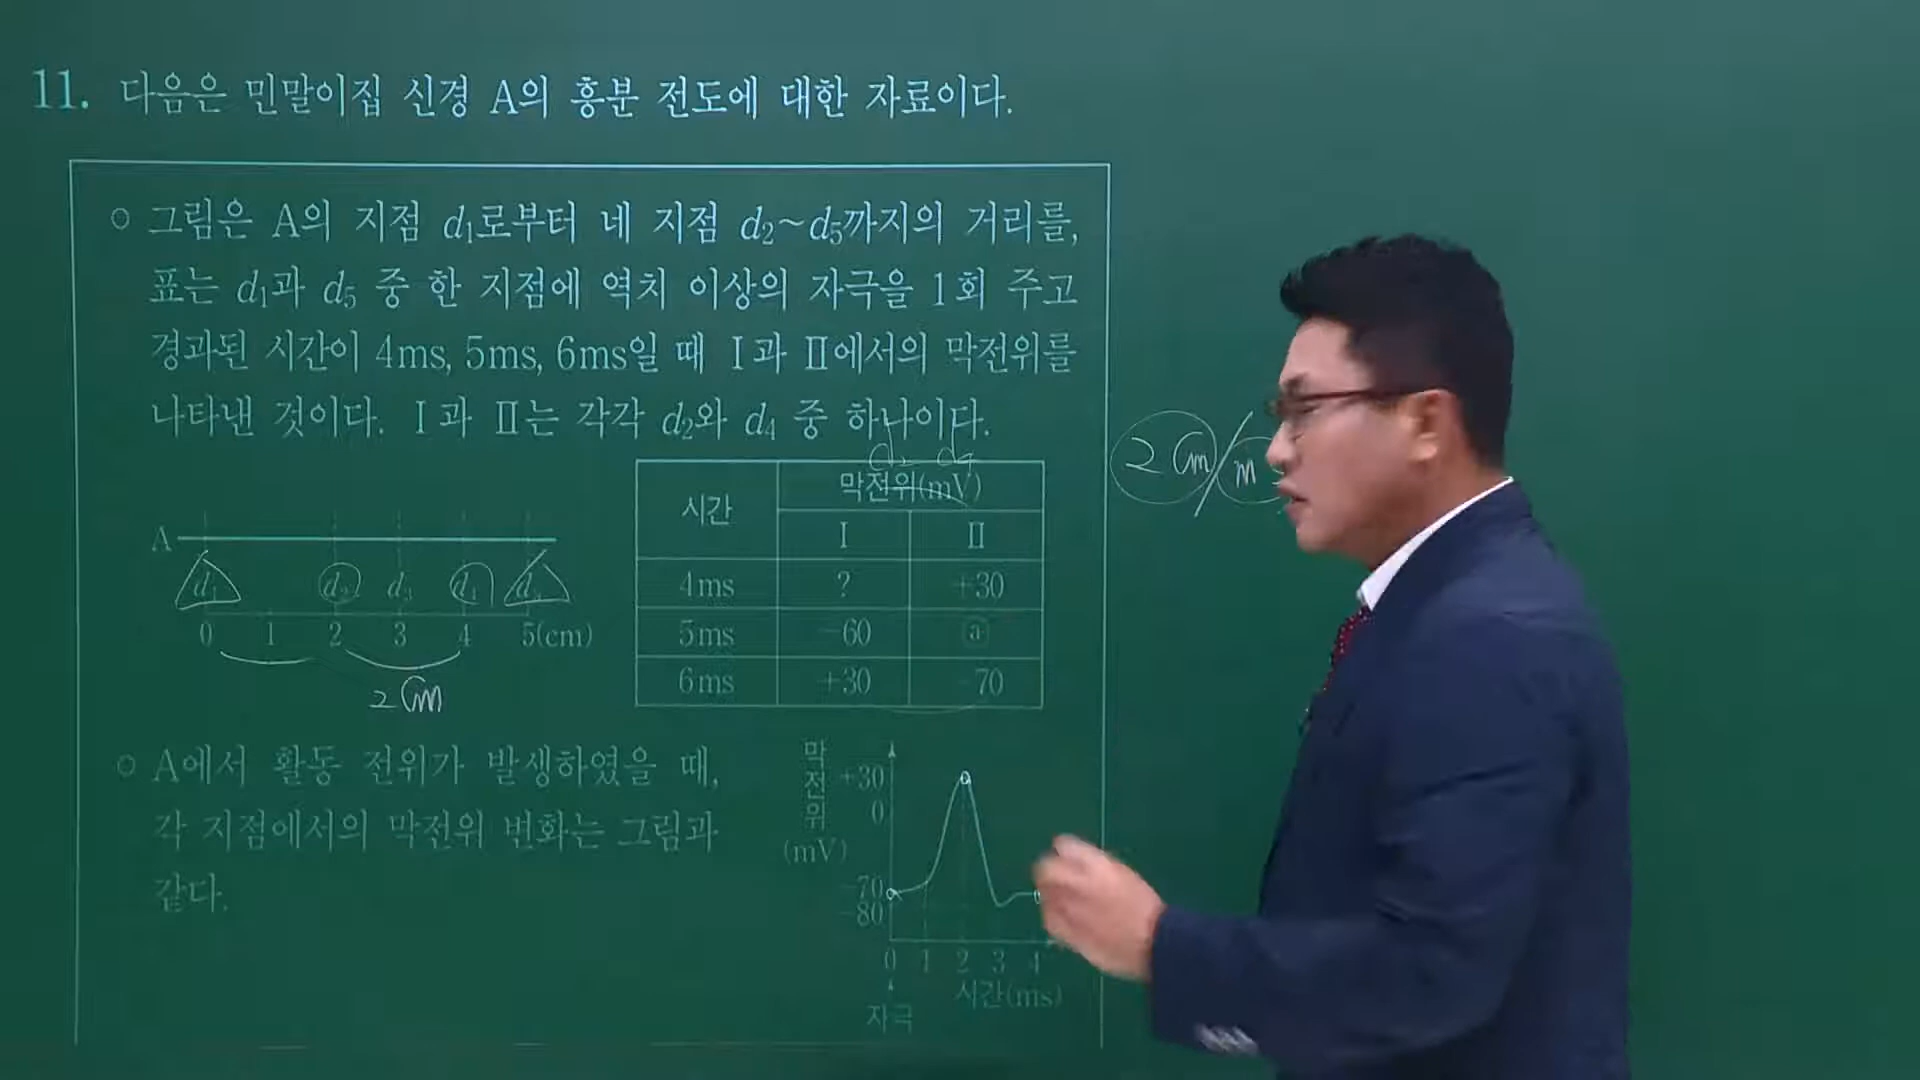 11. 다음은 민말이집 신경 A의 흥분 전도에 대한 자료이다.
○ 그림은 A의 지점 d1로부터 네 지점 d2~d5까지의 거리를,
표는 d1과 d5 중 한 지점에 역치 이상의 자극을 1회 주고
경과된 시간이 4ms, 5ms, 6ms일 때 Ⅰ과 Ⅱ에서의 막전위를
나타낸 것이다. Ⅰ과 Ⅱ는 각각 d2와 d4 중 하나이다.
d2 d4
2cm/m
시간 막전위(mV)
Ⅰ Ⅱ
4ms ? +30
5ms -60 ⓐ
6ms +30 -70
A
d1 d2 d3 d4
0 1 2 3 4 5(cm)
2cm
○ A에서 활동 전위가 발생하였을 때,
각 지점에서의 막전위 변화는 그림과
같다.
막전위(mV)
+30
0
-70
-80
0 1 2 3 4
시간(ms)
자극